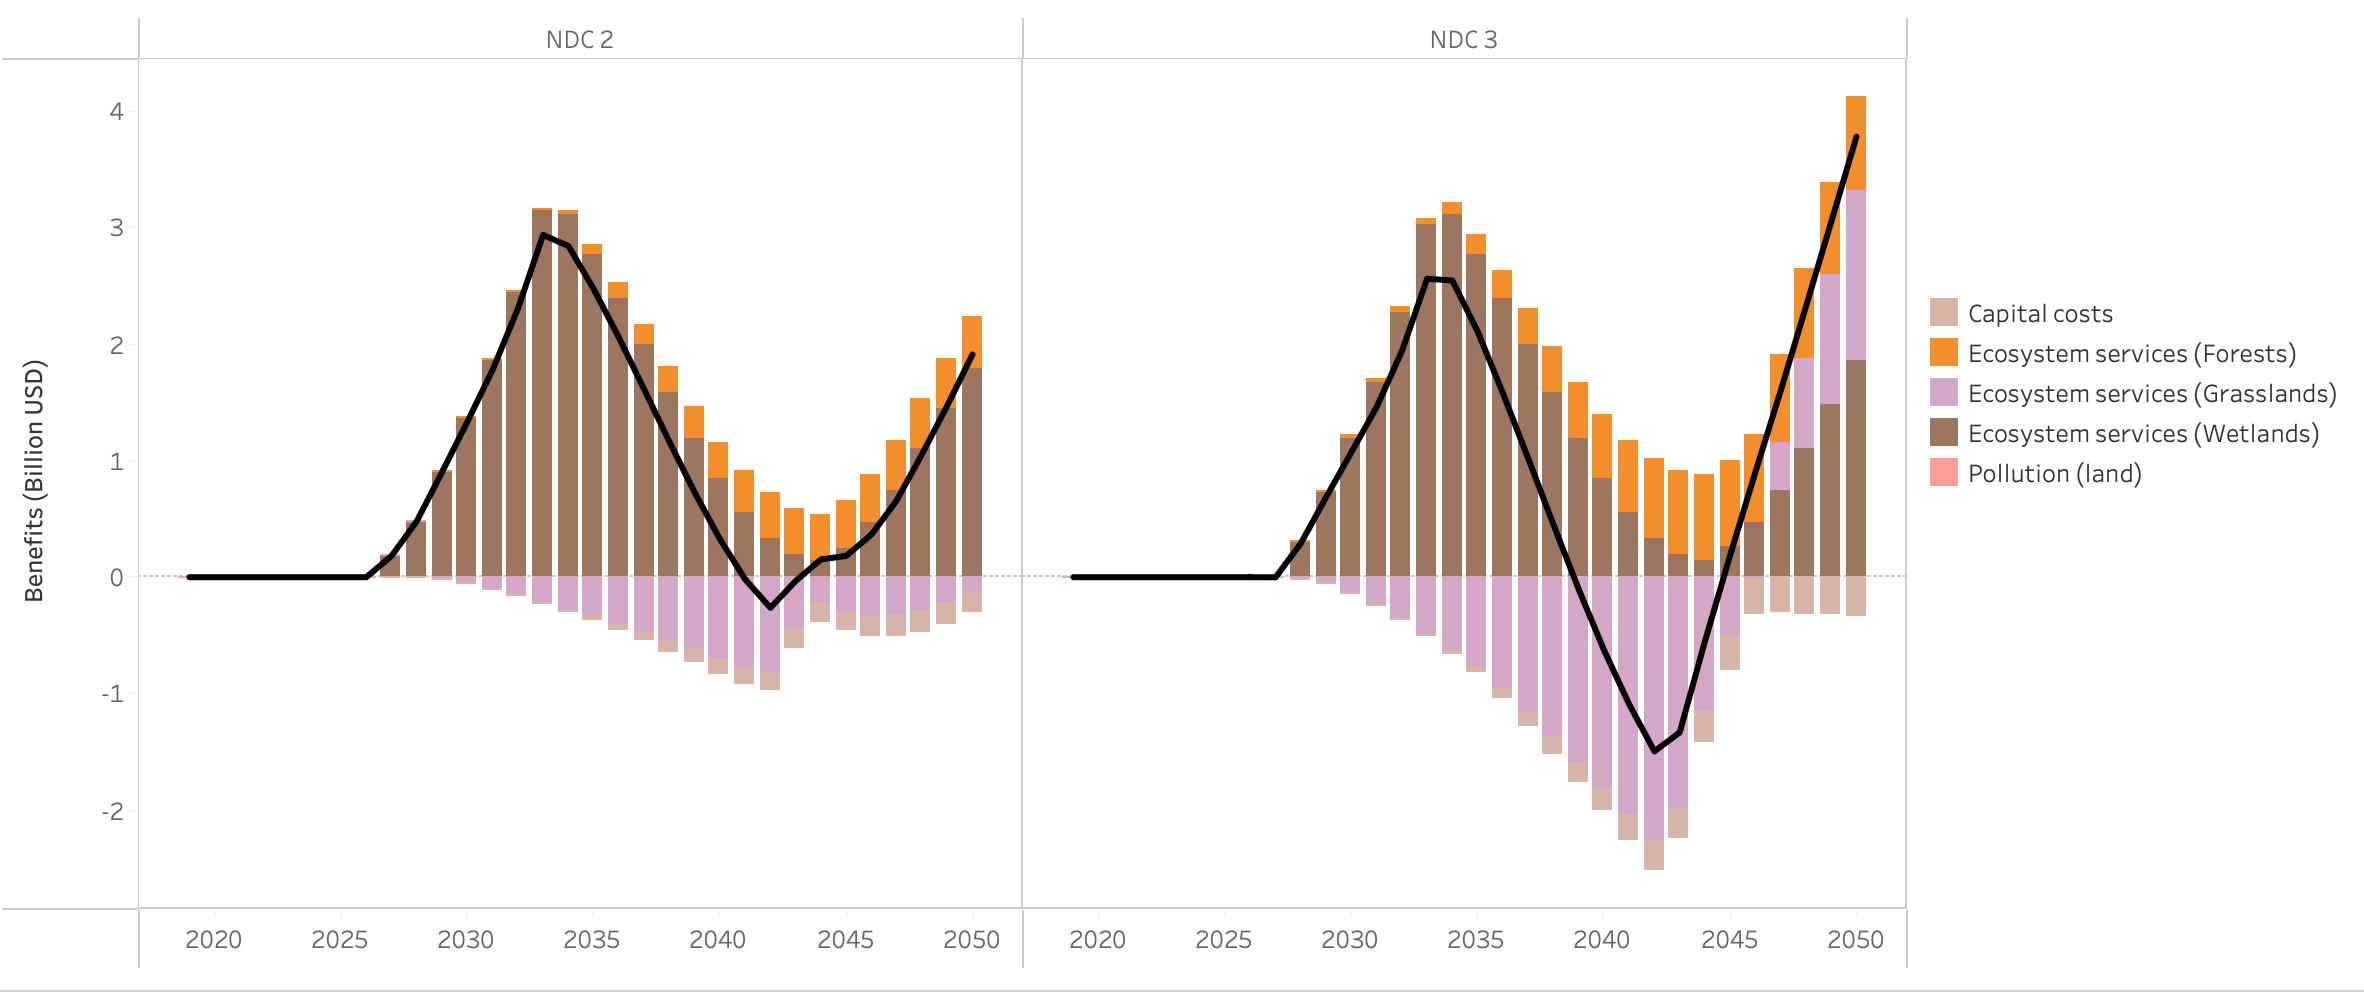 NDC 2
NDC 3
Benefits (Billion USD)
4
3
2
1
0
-1
-2
2020 2025 2030 2035 2040 2045 2050
2020 2025 2030 2035 2040 2045 2050
Capital costs
Ecosystem services (Forests)
Ecosystem services (Grasslands)
Ecosystem services (Wetlands)
Pollution (land)